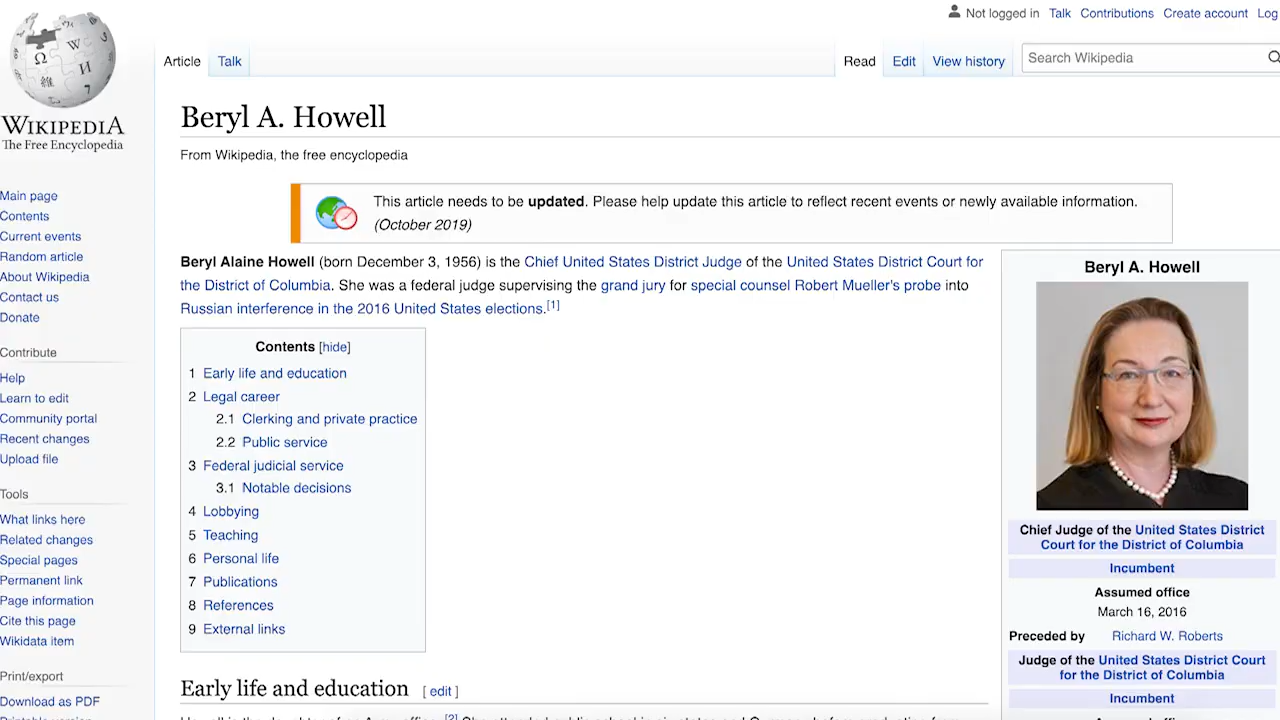 Not logged in Talk Contributions Create account Log
Article Talk Read Edit View history Search Wikipedia
WIKIPEDIA
The Free Encyclopedia
Main page
Contents
Current events
Random article
About Wikipedia
Contact us
Donate
Contribute
Help
Learn to edit
Community portal
Recent changes
Upload file
Tools
What links here
Related changes
Special pages
Permanent link
Page information
Cite this page
Wikidata item
Print/export
Download as PDF
Beryl A. Howell
From Wikipedia, the free encyclopedia
This article needs to be updated. Please help update this article to reflect recent events or newly available information.
(October 2019)
Beryl Alaine Howell (born December 3, 1956) is the Chief United States District Judge of the United States District Court for
the District of Columbia. She was a federal judge supervising the grand jury for special counsel Robert Mueller's probe into
Russian interference in the 2016 United States elections.[1]
Contents [hide]
1 Early life and education
2 Legal career
2.1 Clerking and private practice
2.2 Public service
3 Federal judicial service
3.1 Notable decisions
4 Lobbying
5 Teaching
6 Personal life
7 Publications
8 References
9 External links
Early life and education [ edit ]
Beryl A. Howell
Chief Judge of the United States District
Court for the District of Columbia
Incumbent
Assumed office
March 16, 2016
Preceded by Richard W. Roberts
Judge of the United States District Court
for the District of Columbia
Incumbent